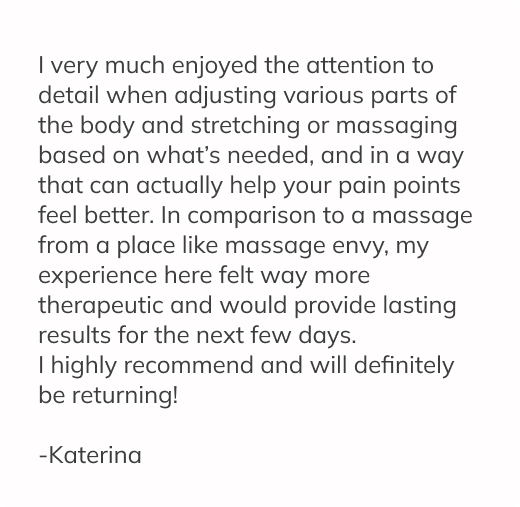 I very much enjoyed the attention to
detail when adjusting various parts of
the body and stretching or massaging
based on what’s needed, and in a way
that can actually help your pain points
feel better. In comparison to a massage
from a place like massage envy, my
experience here felt way more
therapeutic and would provide lasting
results for the next few days.
I highly recommend and will definitely
be returning!
-Katerina